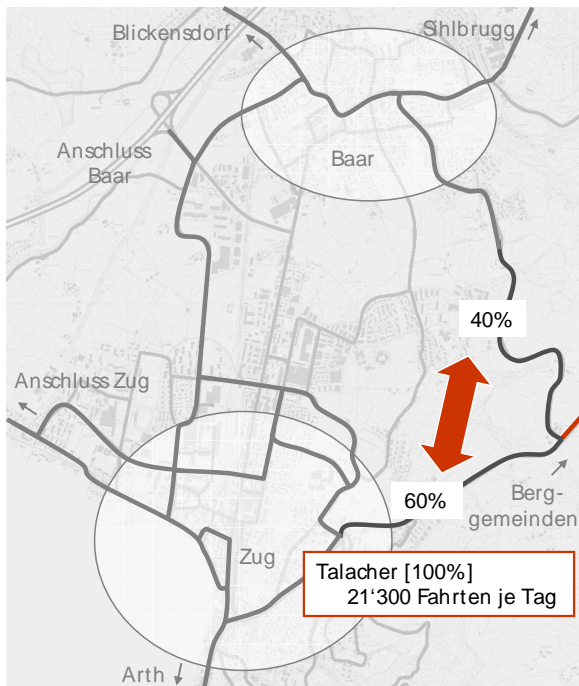 Blickensdorf
Sihlbrugg
Anschluss
Baar
Baar
40%
Anschluss Zug
60%
Berg-
gemeinden
Zug
Talacher [100%]
21‘300 Fahrten je Tag
Arth